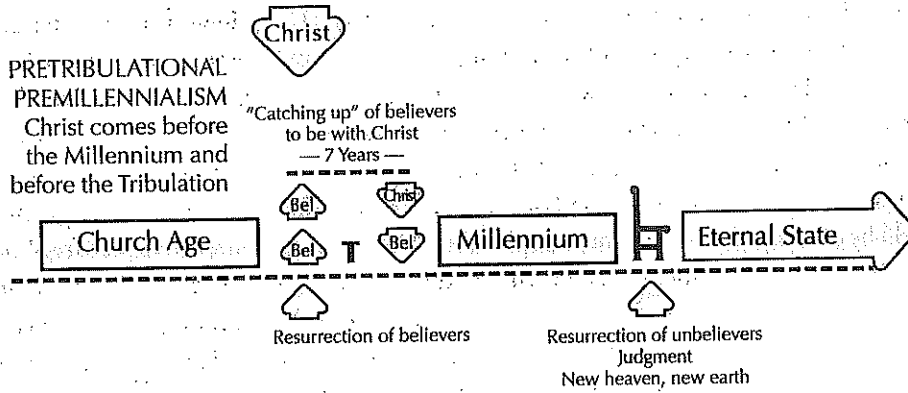 Christ
PRETRIBULATIONAL
PREMILLENNIALISM
Christ comes before
the Millennium and
before the Tribulation
"Catching up" of believers
to be with Christ
— 7 Years —
Bel
Christ
Church Age
Bel
T
Bel
Millennium
Eternal State
Resurrection of believers
Resurrection of unbelievers
Judgment
New heaven, new earth